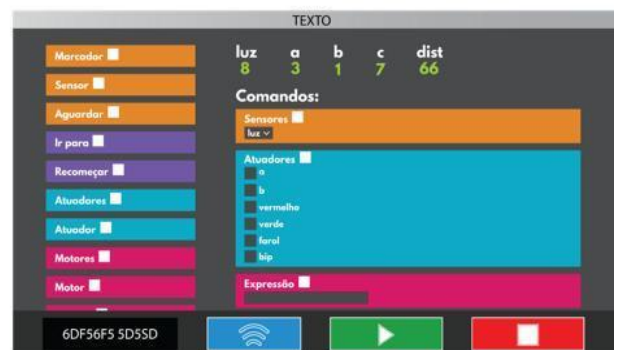 TEXTO
Marcador
Sensor
Aguardar
Ir para
Recomeçar
Atuadores
Atuador
Motores
Motor
luz a b c dist
8 3 1 7 66
Comandos:
Sensores
luz
Atuadores
a
b
vermelho
verde
farol
bip
Expressão
6DF56F5 5D5SD